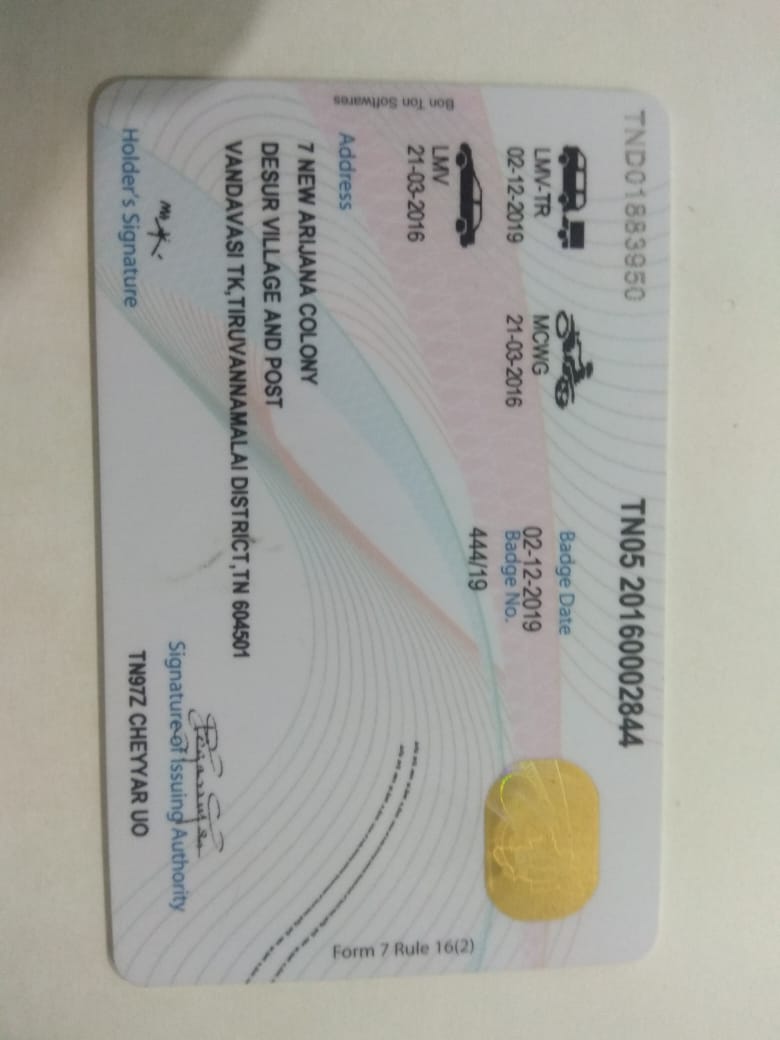 TND01883950
TN05 20160002844
LMV-TR
02-12-2019
MCWG
21-03-2016
Badge Date
02-12-2019
Badge No.
444/19
LMV
21-03-2016
Address
7 NEW ARIJANA COLONY
DESUR VILLAGE AND POST
VANDAVASI TK,TIRUVANNAMALAI DISTRICT,TN 604501
Holder's Signature
Signature of Issuing Authority
TN97Z CHEYYAR UO
Bon Ton Softwares
Form 7 Rule 16(2)